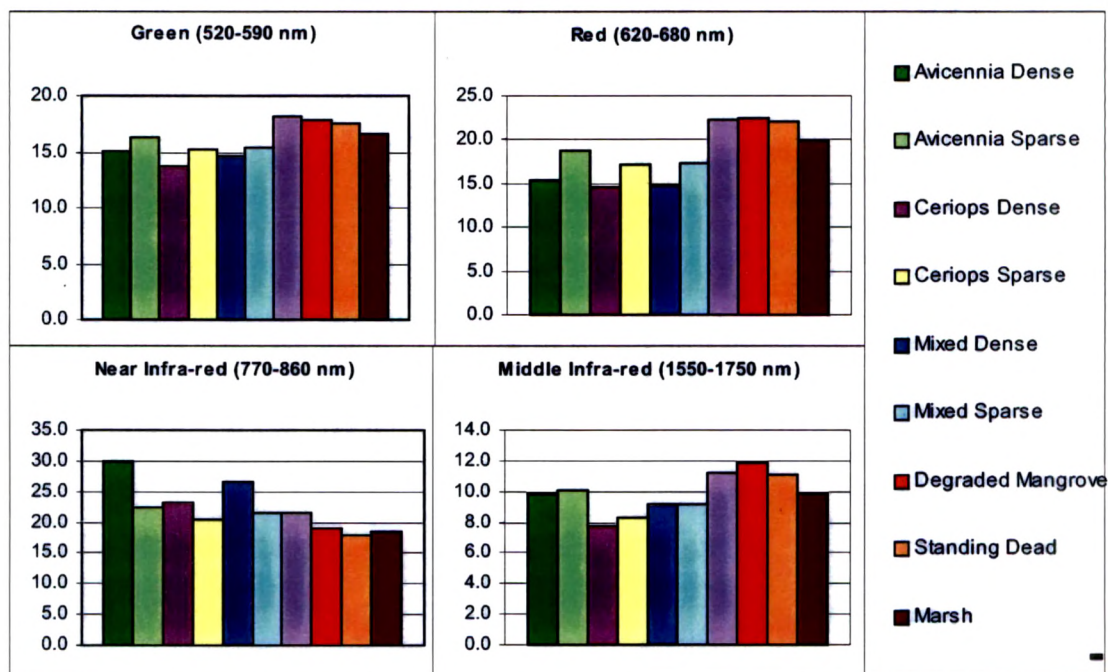 Green (520-590 nm)
20.0
15.0
10.0
5.0
0.0
Red (620-680 nm)
25.0
20.0
15.0
10.0
5.0
0.0
Near Infra-red (770-860 nm)
35.0
30.0
25.0
20.0
15.0
10.0
5.0
0.0
Middle Infra-red (1550-1750 nm)
14.0
12.0
10.0
8.0
6.0
4.0
2.0
0.0
Avicennia Dense
Avicennia Sparse
Ceriops Dense
Ceriops Sparse
Mixed Dense
Mixed Sparse
Degraded Mangrove
Standing Dead
Marsh